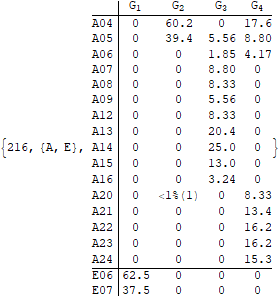 G₁ G₂ G₃ G₄
A04 0 60.2 0 17.6
A05 0 39.4 5.56 8.80
A06 0 0 1.85 4.17
A07 0 0 8.80 0
A08 0 0 8.33 0
A09 0 0 5.56 0
A12 0 0 8.33 0
A13 0 0 20.4 0
{216, {A, E}, A14 0 0 25.0 0 }
A15 0 0 13.0 0
A16 0 0 3.24 0
A20 0 <1%(1) 0 8.33
A21 0 0 0 13.4
A22 0 0 0 16.2
A23 0 0 0 16.2
A24 0 0 0 15.3
E06 62.5 0 0 0
E07 37.5 0 0 0